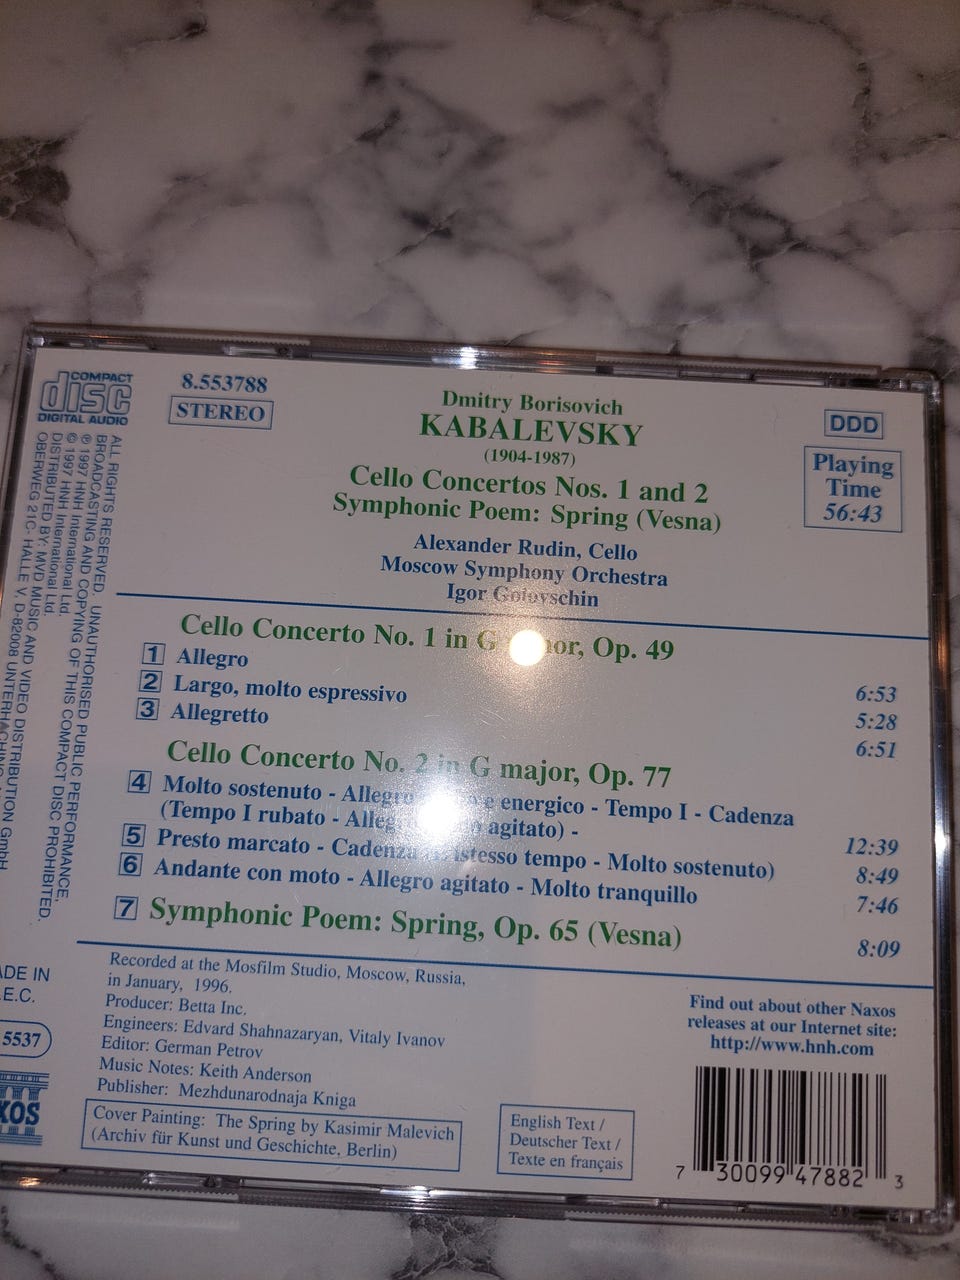 COMPACT
disc
DIGITAL AUDIO
8.553788
STEREO
Dmitry Borisovich
KABALEVSKY
(1904-1987)
Cello Concertos Nos. 1 and 2
Symphonic Poem: Spring (Vesna)
Alexander Rudin, Cello
Moscow Symphony Orchestra
Igor
DDD
Playing
Time
56:43
Cello Concerto No. 1 in G , Op. 49
1 Allegro 6:53
2 Largo, molto espressivo 5:28
3 Allegretto 6:51
Cello Concerto No. 2 in G major, Op. 77
4 Molto sostenuto - Allegro e energico - Tempo I - Cadenza
(Tempo I rubato - agitato) - 12:39
5 Presto marcato - Cadenza tempo - Molto sostenuto) 8:49
6 Andante con moto - Allegro agitato - Molto tranquillo 7:46
7 Symphonic Poem: Spring, Op. 65 (Vesna) 8:09
Recorded at the Mosfilm Studio, Moscow, Russia,
in January, 1996.
Producer: Betta Inc.
Engineers: Edvard Shahnazaryan, Vitaly Ivanov
Editor: German Petrov
Music Notes: Keith Anderson
Publisher: Mezhdunarodnaja Kniga
Cover Painting: The Spring by Kasimir Malevich
(Archiv für Kunst und Geschichte, Berlin)
English Text /
Deutscher Text /
Texte en français
Find out about other Naxos
releases at our Internet site:
http://www.hnh.com
7 30099 47882 3
ALL RIGHTS RESERVED. UNAUTHORISED PUBLIC PERFORMANCE,
BROADCASTING AND COPYING OF THIS COMPACT DISC PROHIBITED.
℗ 1997 HNH International Ltd.
© 1997 HNH International Ltd.
DISTRIBUTED BY: MVD MUSIC AND VIDEO DISTRIBUTION GmbH
OBERWEG 21C- HALLE V, D-82008
IN
E.C.
5537